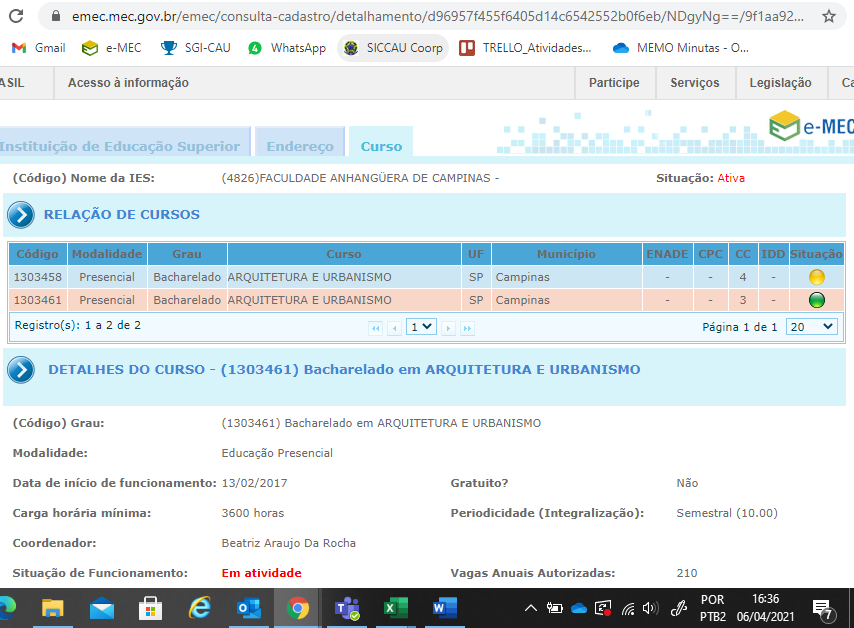 emec.mec.gov.br/emec/consulta-cadastro/detalhamento/d96957f455f6405d14c6542552b0f6eb/NDgyNg==/9f1aa92...
Gmail e-MEC SGI-CAU WhatsApp SICCAU Coorp TRELLO_Atividades... MEMO Minutas - O...
ASIL Acesso à informação Participe Serviços Legislação Ca
e-MEC
Instituição de Educação Superior Endereço Curso
(Código) Nome da IES: (4826)FACULDADE ANHANGÜERA DE CAMPINAS - Situação: Ativa
RELAÇÃO DE CURSOS
Código Modalidade Grau Curso UF Município ENADE CPC CC IDD Situação
1303458 Presencial Bacharelado ARQUITETURA E URBANISMO SP Campinas - - 4 -
1303461 Presencial Bacharelado ARQUITETURA E URBANISMO SP Campinas - - 3 -
Registro(s): 1 a 2 de 2 1 Página 1 de 1 20
DETALHES DO CURSO - (1303461) Bacharelado em ARQUITETURA E URBANISMO
(Código) Grau: (1303461) Bacharelado em ARQUITETURA E URBANISMO
Modalidade: Educação Presencial
Data de início de funcionamento: 13/02/2017 Gratuito? Não
Carga horária mínima: 3600 horas Periodicidade (Integralização): Semestral (10.00)
Coordenador: Beatriz Araujo Da Rocha
Situação de Funcionamento: Em atividade Vagas Anuais Autorizadas: 210
POR 16:36
PTB2 06/04/2021 7